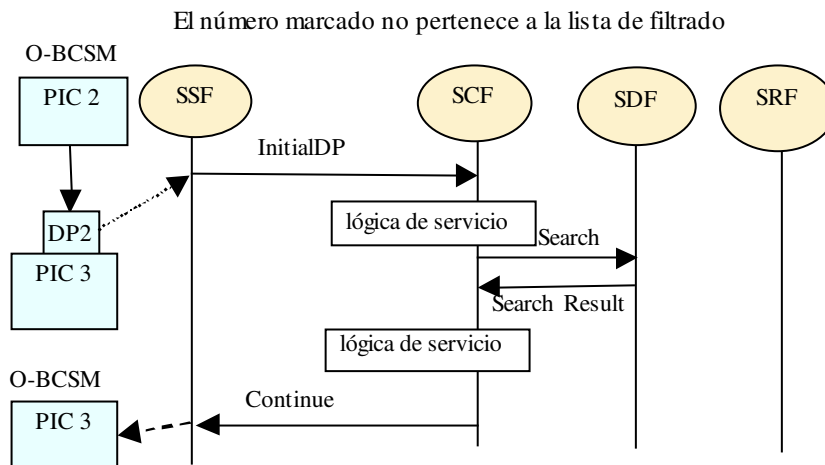 El número marcado no pertenece a la lista de filtrado
O-BCSM
PIC 2
SSF
SCF
SDF
SRF
InitialDP
lógica de servicio
DP2
Search
PIC 3
Search Result
lógica de servicio
O-BCSM
Continue
PIC 3